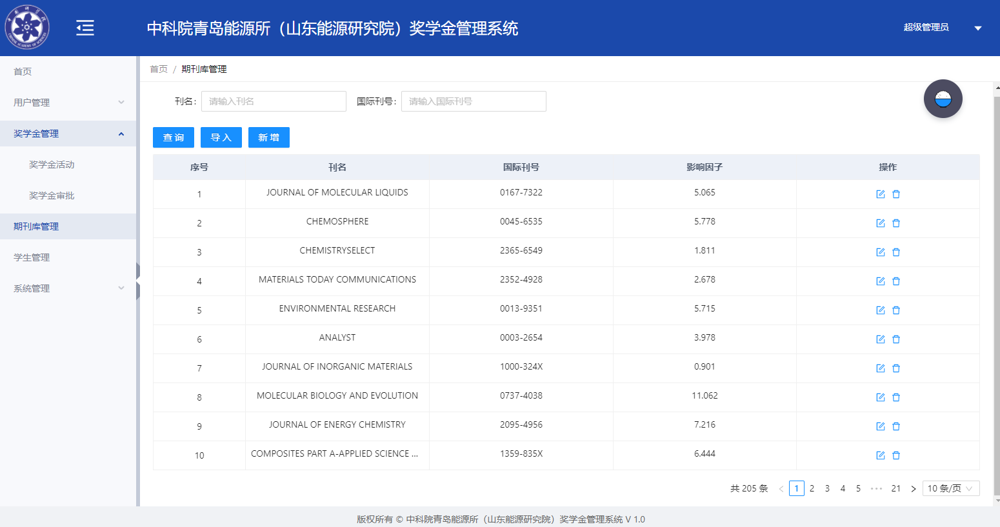 中科院青岛能源所（山东能源研究院）奖学金管理系统
超级管理员
首页
用户管理
奖学金管理
奖学金活动
奖学金审批
期刊库管理
学生管理
系统管理
首页 / 期刊库管理
刊名: 请输入刊名 国际刊号: 请输入国际刊号
查 询 导 入 新 增
序号 刊名 国际刊号 影响因子 操作
1 JOURNAL OF MOLECULAR LIQUIDS 0167-7322 5.065
2 CHEMOSPHERE 0045-6535 5.778
3 CHEMISTRYSELECT 2365-6549 1.811
4 MATERIALS TODAY COMMUNICATIONS 2352-4928 2.678
5 ENVIRONMENTAL RESEARCH 0013-9351 5.715
6 ANALYST 0003-2654 3.978
7 JOURNAL OF INORGANIC MATERIALS 1000-324X 0.901
8 MOLECULAR BIOLOGY AND EVOLUTION 0737-4038 11.062
9 JOURNAL OF ENERGY CHEMISTRY 2095-4956 7.216
10 COMPOSITES PART A-APPLIED SCIENCE ... 1359-835X 6.444
共 205 条 < 1 2 3 4 5 ••• 21 > 10 条/页
版权所有 © 中科院青岛能源所（山东能源研究院）奖学金管理系统 V 1.0